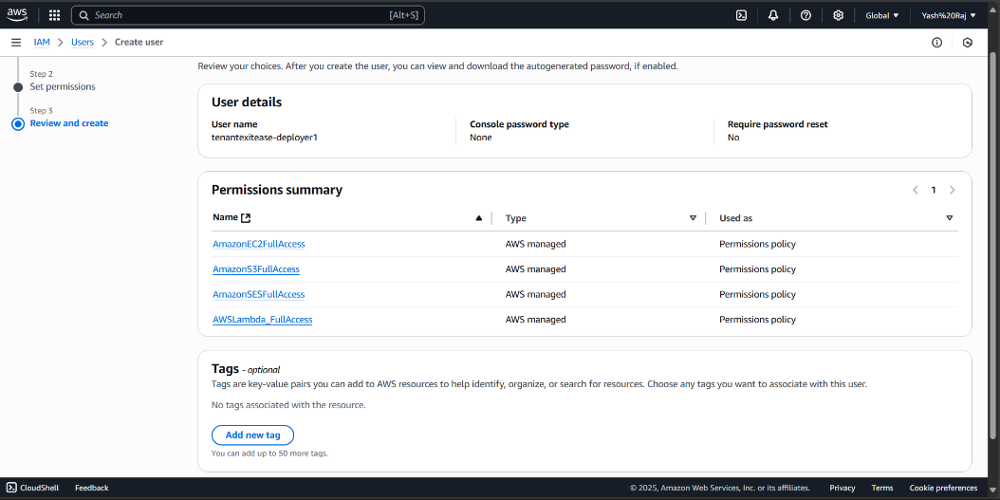 aws
Search [Alt+S] Global Yash%20Raj
IAM Users Create user
Step 2
Set permissions
Step 3
Review and create
Review your choices. After you create the user, you can view and download the autogenerated password, if enabled.
User details
User name Console password type Require password reset
tenantexitease-deployer1 None No
Permissions summary 1
Name Type Used as
AmazonEC2FullAccess AWS managed Permissions policy
AmazonS3FullAccess AWS managed Permissions policy
AmazonSESFullAccess AWS managed Permissions policy
AWSLambda_FullAccess AWS managed Permissions policy
Tags - optional
Tags are key-value pairs you can add to AWS resources to help identify, organize, or search for resources. Choose any tags you want to associate with this user.
No tags associated with the resource.
Add new tag
You can add up to 50 more tags.
CloudShell Feedback © 2025, Amazon Web Services, Inc. or its affiliates. Privacy Terms Cookie preferences